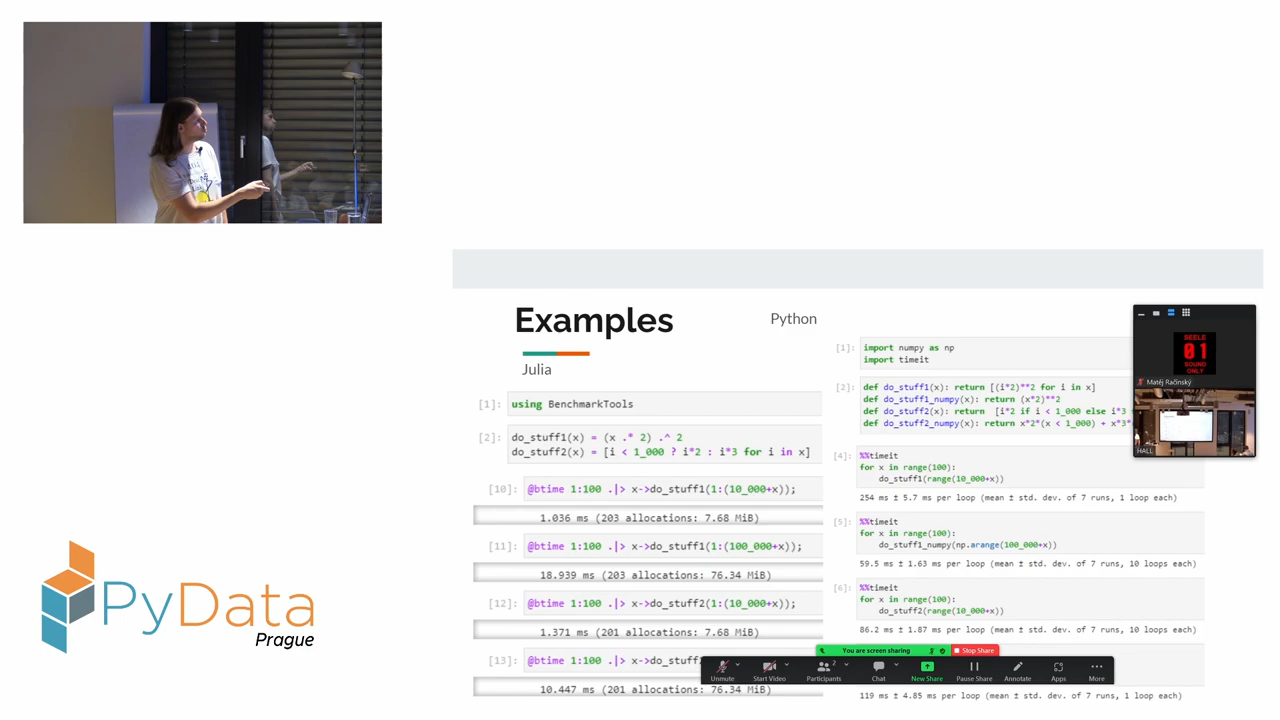 Examples
Julia
[1]: using BenchmarkTools
[2]: do_stuff1(x) = (x .* 2) .^ 2
do_stuff2(x) = [i < 1_000 ? i*2 : i*3 for i in x]
[10]: @btime 1:100 .|> x->do_stuff1(1:(10_000+x));
1.036 ms (203 allocations: 7.68 MiB)
[11]: @btime 1:100 .|> x->do_stuff1(1:(100_000+x));
18.939 ms (203 allocations: 76.34 MiB)
[12]: @btime 1:100 .|> x->do_stuff2(1:(10_000+x));
1.371 ms (201 allocations: 7.68 MiB)
[13]: @btime 1:100 .|> x->do_stuff
10.447 ms (201 allocations: 76.34 MiB)
Python
[1]: import numpy as np
import timeit
[2]: def do_stuff1(x): return [(i*2)**2 for i in x]
def do_stuff1_numpy(x): return (x*2)**2
def do_stuff2(x): return [i*2 if i < 1_000 else i*3
def do_stuff2_numpy(x): return x*2*(x < 1_000) + x*3*
[4]: %%timeit
for x in range(100):
do_stuff1(range(10_000+x))
254 ms ± 5.7 ms per loop (mean ± std. dev. of 7 runs, 1 loop each)
[5]: %%timeit
for x in range(100):
do_stuff1_numpy(np.arange(100_000+x))
59.5 ms ± 1.63 ms per loop (mean ± std. dev. of 7 runs, 10 loops each)
[6]: %%timeit
for x in range(100):
do_stuff2(range(10_000+x))
86.2 ms ± 1.87 ms per loop (mean ± std. dev. of 7 runs, 10 loops each)
119 ms ± 4.85 ms per loop (mean ± std. dev. of 7 runs, 1 loop each)
SEELE
01
SOUND
ONLY
Matěj Račinský
HALL
You are screen sharing
Stop Share
Unmute
Start Video
Participants
2
Chat
New Share
Pause Share
Annotate
Apps
More
PyData
Prague